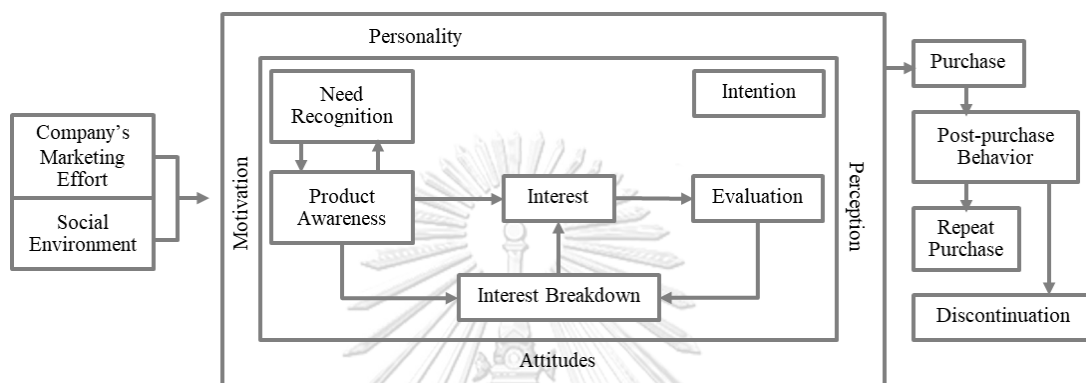 Company's
Marketing
Effort
Social
Environment
Personality
Motivation
Need
Recognition
Intention
Product
Awareness
Interest
Evaluation
Interest Breakdown
Attitudes
Perception
Purchase
Post-purchase
Behavior
Repeat
Purchase
Discontinuation